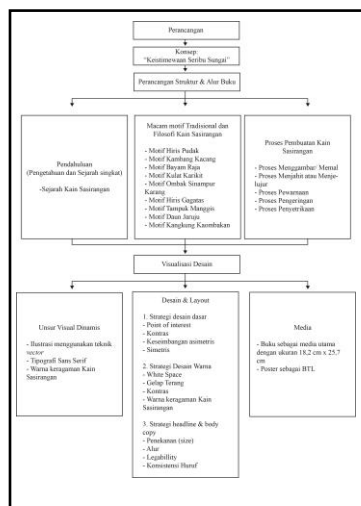 Perancangan
Konsep:
"Keistimewaan Seribu Sungai"
Perancangan Struktur & Alur Buku
Pendahuluan
(Pengetahuan dan Sejarah singkat)
-Sejarah Kain Sasirangan
Macam motif Tradisional dan
Filosofi Kain Sasirangan
- Motif Hiris Pudak
- Motif Kambang Kacang
- Motif Bayam Raja
- Motif Kulat Karikit
- Motif Ombak Sinampur
Karang
- Motif Hiris Gagatas
- Motif Tampuk Manggis
- Motif Daun Jaruju
- Motif Kangkung Kaombakan
Proses Pembuatan Kain
Sasirangan
- Proses Menggambar/ Memal
- Proses Menjahit atau Menje-
lujur
- Proses Pewarnaan
- Proses Pengeringan
- Proses Penyetrikaan
Visualisasi Desain
Unsur Visual Dinamis
- Ilustrasi menggunakan teknik
vector
- Tipografi Sans Serif
- Warna keragaman Kain
Sasirangan
Desain & Layout
1. Strategi desain dasar
- Point of interest
- Kontras
- Keseimbangan asimetris
- Simetris
2. Strategi Desain Warna
- White Space
- Gelap Terang
- Kontras
- Warna keragaman Kain
Sasirangan
3. Strategi headline & body
copy
- Penekanan (size)
- Alur
- Legabillity
- Konsistensi Huruf
Media
- Buku sebagai media utama
dengan ukuran 18,2 cm x 25,7
cm
- Poster sebagai BTL